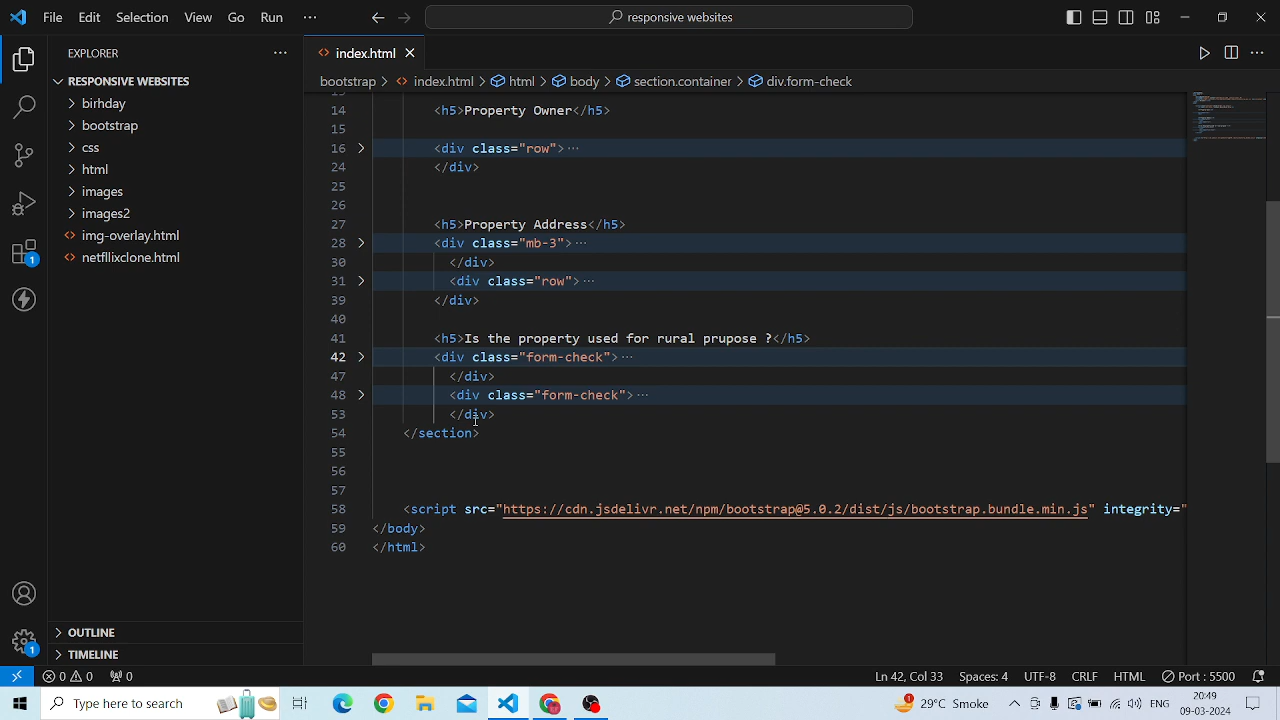 File Edit Selection View Go Run ··· responsive websites
EXPLORER ···
RESPONSIVE WEBSITES
birhday
bootstrap
css
html
images
images2
img-overlay.html
netfllixclone.html
OUTLINE
TIMELINE
index.html
bootstrap > index.html > html > body > section.container > div.form-check
14 <h5>Property Owner</h5>
15
16 <div class="row">···
24 </div>
25
26
27 <h5>Property Address</h5>
28 <div class="mb-3">···
30 </div>
31 <div class="row">···
39 </div>
40
41 <h5>Is the property used for rural prupose ?</h5>
42 <div class="form-check">···
47 </div>
48 <div class="form-check">···
53 </div>
54 </section>
55
56
57
58 <script src="https://cdn.jsdelivr.net/npm/bootstrap@5.0.2/dist/js/bootstrap.bundle.min.js" integrity="
59 </body>
60 </html>
1
1
0 0 0 Ln 42, Col 33 Spaces: 4 UTF-8 CRLF HTML Port : 5500
Type here to search 1 29°C Smoke ENG 20:49
09-03-2024